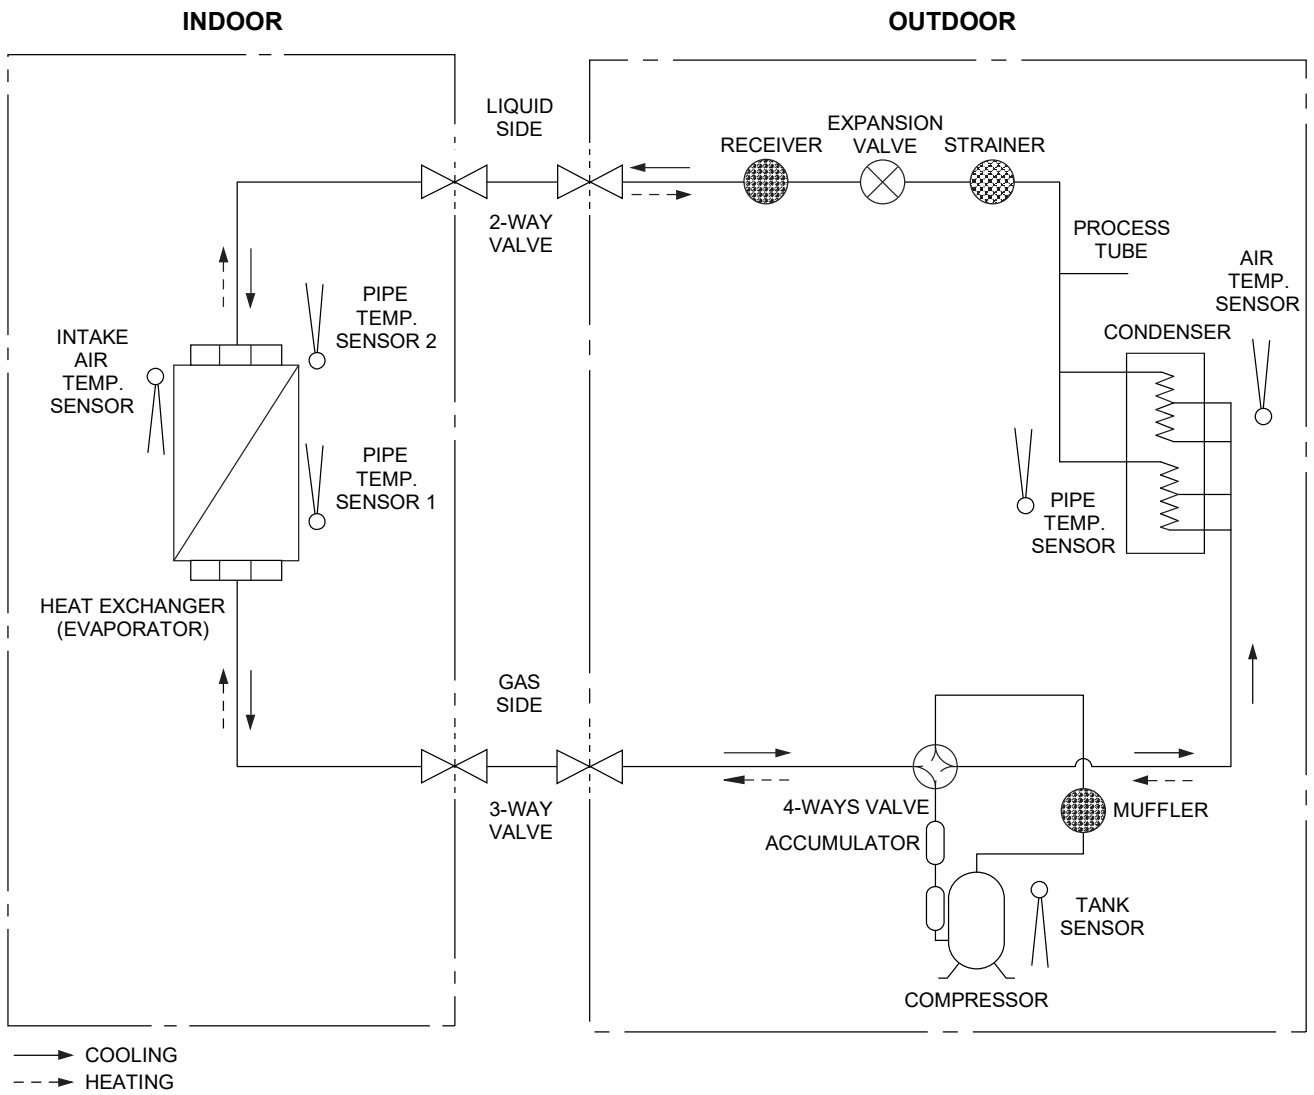 INDOOR
OUTDOOR
LIQUID
SIDE
2-WAY
VALVE
RECEIVER
EXPANSION
VALVE
STRAINER
PROCESS
TUBE
AIR
TEMP.
SENSOR
CONDENSER
PIPE
TEMP.
SENSOR 2
INTAKE
AIR
TEMP.
SENSOR
PIPE
TEMP.
SENSOR 1
PIPE
TEMP.
SENSOR
HEAT EXCHANGER
(EVAPORATOR)
GAS
SIDE
3-WAY
VALVE
4-WAYS VALVE
MUFFLER
ACCUMULATOR
TANK
SENSOR
COMPRESSOR
COOLING
HEATING